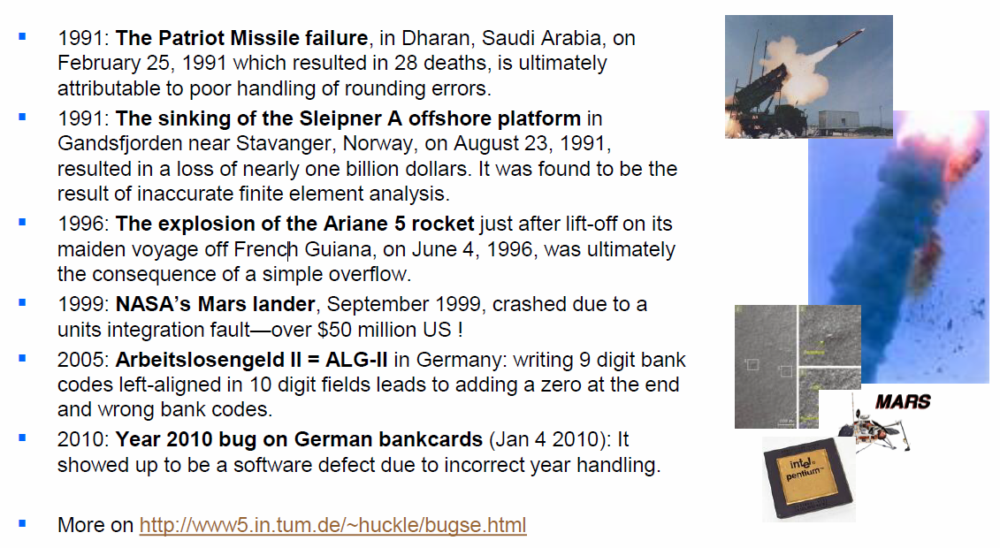 1991: The Patriot Missile failure, in Dharan, Saudi Arabia, on
February 25, 1991 which resulted in 28 deaths, is ultimately
attributable to poor handling of rounding errors.
1991: The sinking of the Sleipner A offshore platform in
Gandsfjorden near Stavanger, Norway, on August 23, 1991,
resulted in a loss of nearly one billion dollars. It was found to be the
result of inaccurate finite element analysis.
1996: The explosion of the Ariane 5 rocket just after lift-off on its
maiden voyage off French Guiana, on June 4, 1996, was ultimately
the consequence of a simple overflow.
1999: NASA’s Mars lander, September 1999, crashed due to a
units integration fault—over $50 million US !
2005: Arbeitslosengeld II = ALG-II in Germany: writing 9 digit bank
codes left-aligned in 10 digit fields leads to adding a zero at the end
and wrong bank codes.
2010: Year 2010 bug on German bankcards (Jan 4 2010): It
showed up to be a software defect due to incorrect year handling.
More on http://www5.in.tum.de/~huckle/bugse.html
MARS
intel®
pentium™